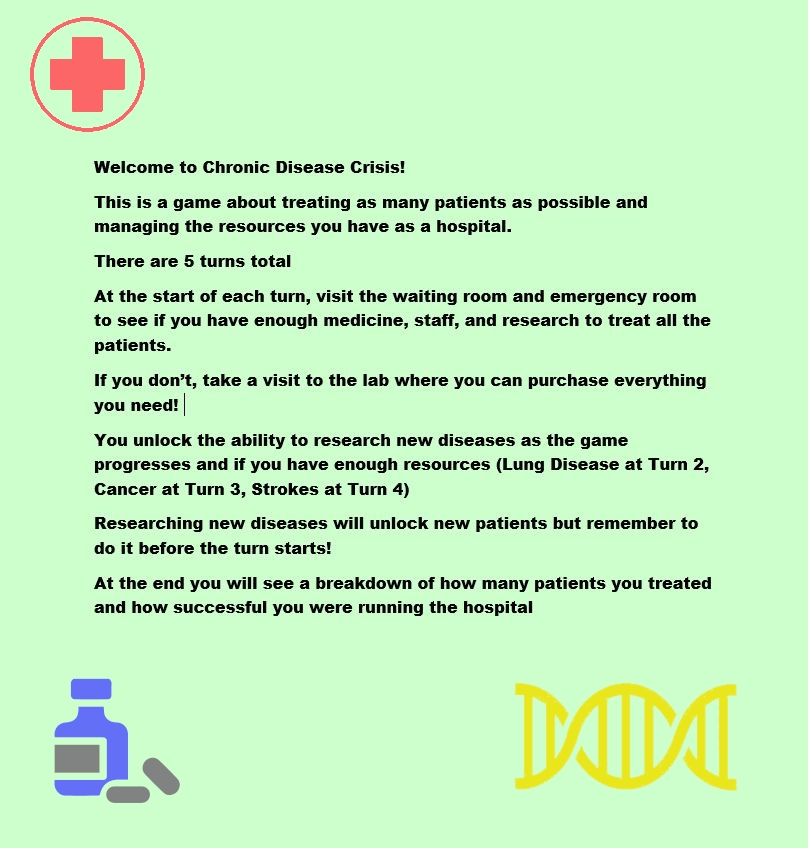 Welcome to Chronic Disease Crisis!
This is a game about treating as many patients as possible and
managing the resources you have as a hospital.
There are 5 turns total
At the start of each turn, visit the waiting room and emergency room
to see if you have enough medicine, staff, and research to treat all the
patients.
If you don’t, take a visit to the lab where you can purchase everything
you need!
You unlock the ability to research new diseases as the game
progresses and if you have enough resources (Lung Disease at Turn 2,
Cancer at Turn 3, Strokes at Turn 4)
Researching new diseases will unlock new patients but remember to
do it before the turn starts!
At the end you will see a breakdown of how many patients you treated
and how successful you were running the hospital